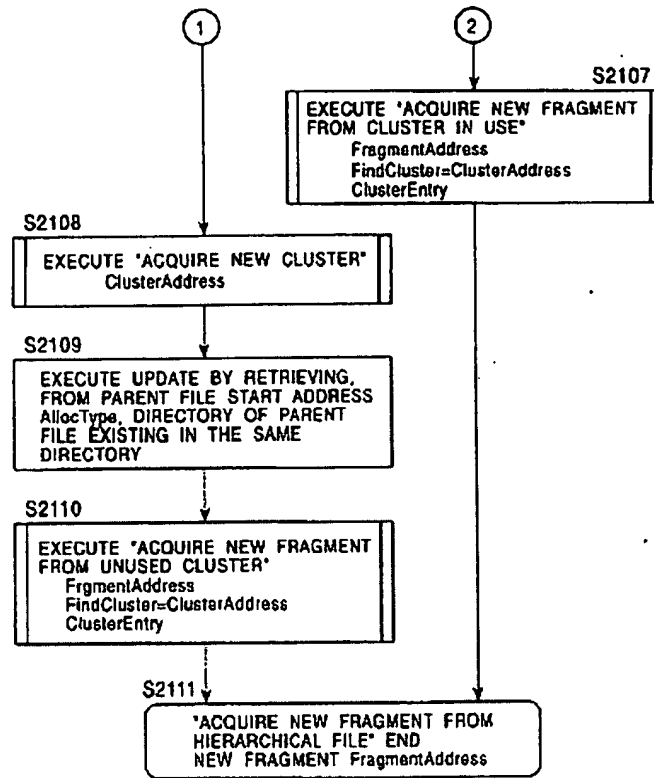 1
2
S2107
EXECUTE "ACQUIRE NEW FRAGMENT
FROM CLUSTER IN USE"
FragmentAddress
FindCluster=ClusterAddress
ClusterEntry
S2108
EXECUTE "ACQUIRE NEW CLUSTER"
ClusterAddress
S2109
EXECUTE UPDATE BY RETRIEVING,
FROM PARENT FILE START ADDRESS
AllocType, DIRECTORY OF PARENT
FILE EXISTING IN THE SAME
DIRECTORY
S2110
EXECUTE "ACQUIRE NEW FRAGMENT
FROM UNUSED CLUSTER"
FrgmentAddress
FindCluster=ClusterAddress
ClusterEntry
S2111
"ACQUIRE NEW FRAGMENT FROM
HIERARCHICAL FILE" END
NEW FRAGMENT FragmentAddress